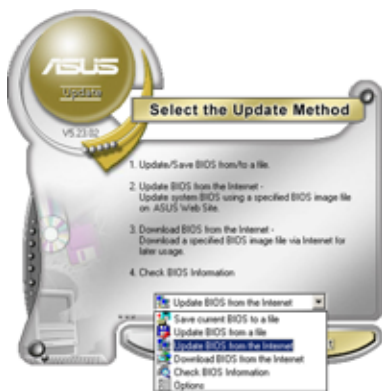 ASUS
Update
V5.23.02
Select the Update Method
1. Update/Save BIOS from/to a file.
2. Update BIOS from the Internet -
Update system BIOS using a specified BIOS image file
on ASUS Web Site.
3. Download BIOS from the Internet -
Download a specified BIOS image file via Internet for
later usage.
4. Check BIOS Information
Update BIOS from the Internet
Save current BIOS to a file
Update BIOS from a file
Update BIOS from the Internet
Download BIOS from the Internet
Check BIOS Information
Options